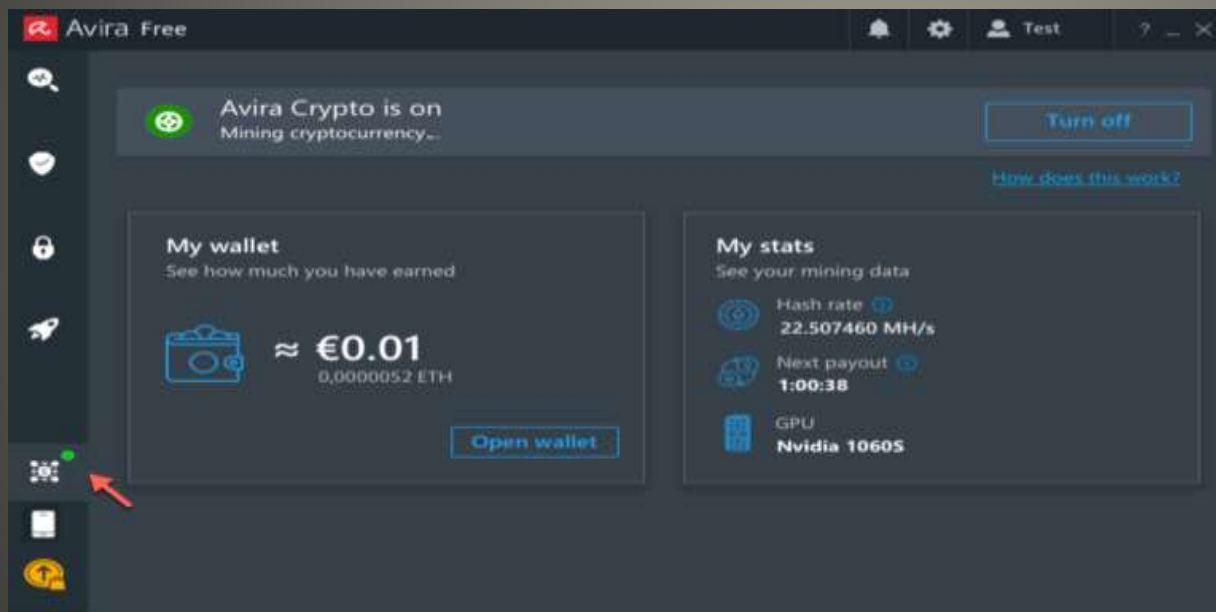 Avira Free
Test
?
Avira Crypto is on
Mining cryptocurrency...
Turn off
How does this work?
My wallet
See how much you have earned
≈ €0.01
0,0000052 ETH
Open wallet
My stats
See your mining data
Hash rate
22.507460 MH/s
Next payout
1:00:38
GPU
Nvidia 1060S